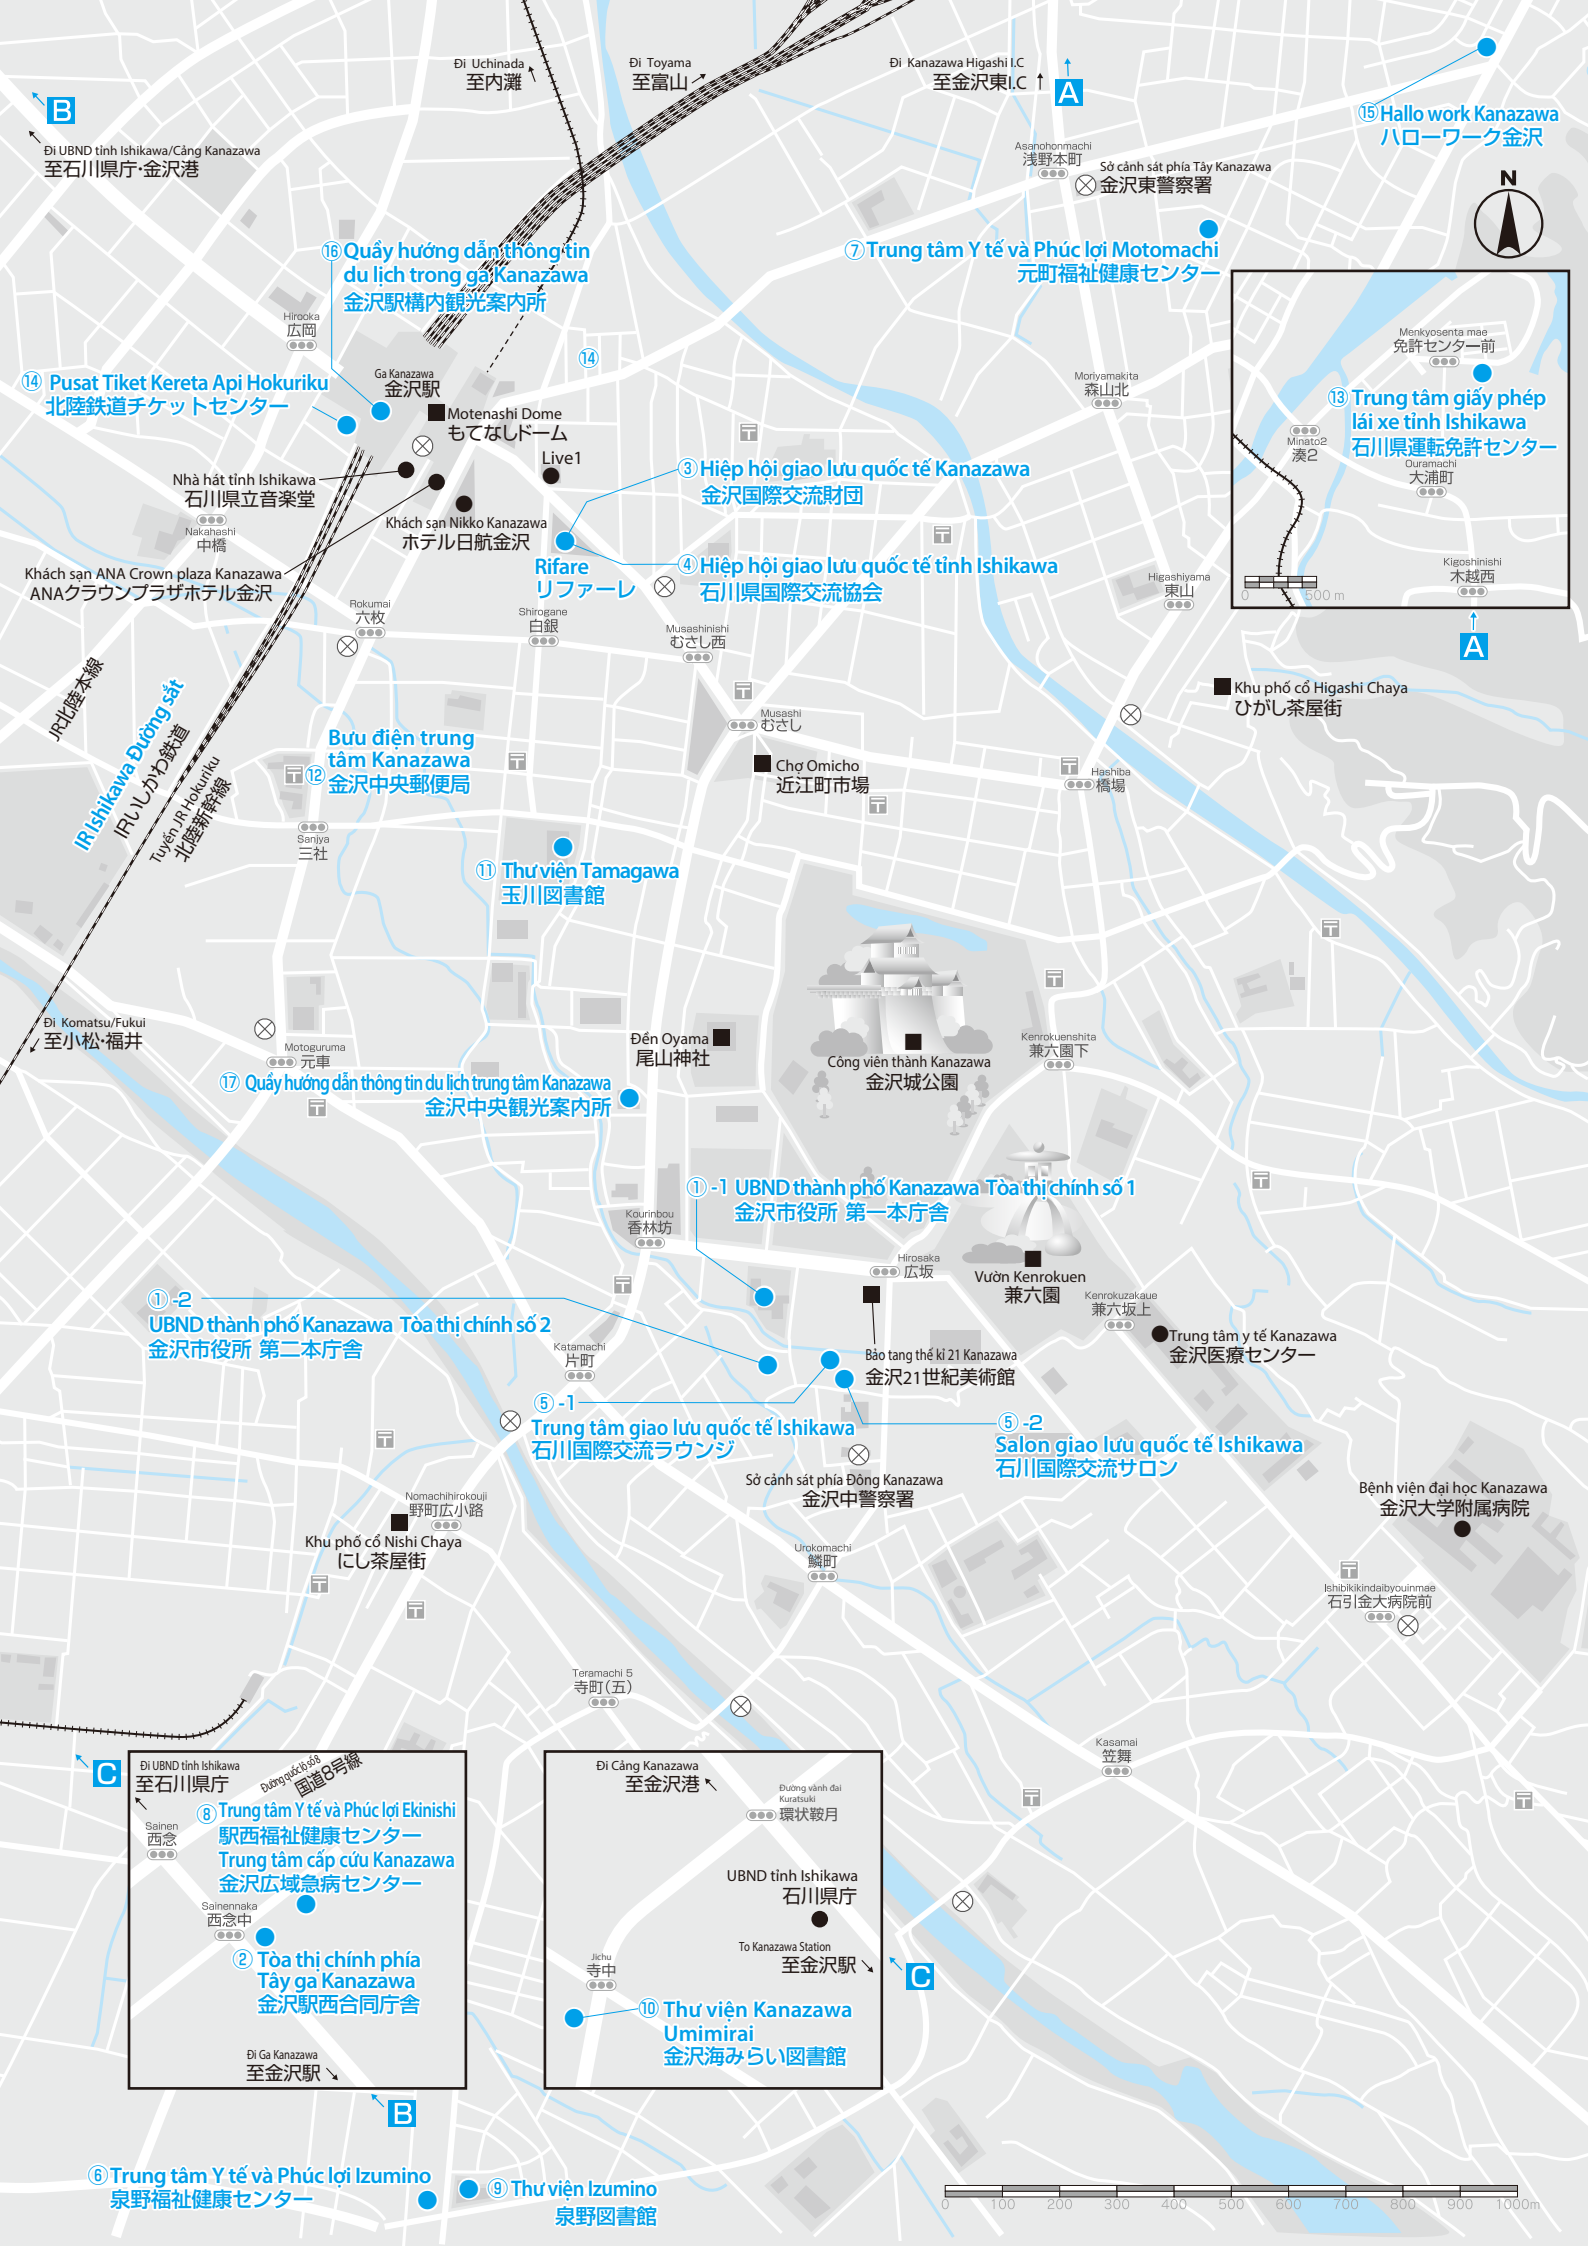 Đi Uchinada
至内灘
Đi Toyama
至富山
Đi Kanazawa Higashi I.C
至金沢東I.C
A
B
Đi UBND tỉnh Ishikawa/Cảng Kanazawa
至石川県庁・金沢港
⑮ Hallo work Kanazawa
ハローワーク金沢
Asanohonmachi
浅野本町
Sở cảnh sát phía Tây Kanazawa
金沢東警察署
N
⑦ Trung tâm Y tế và Phúc lợi Motomachi
元町福祉健康センター
⑯ Quầy hướng dẫn thông tin
du lịch trong ga Kanazawa
金沢駅構内観光案内所
Hirooka
広岡
⑭
Menkyosenta mae
免許センター前
⑬ Trung tâm giấy phép
lái xe tỉnh Ishikawa
石川県運転免許センター
Minato2
湊2
Ouramachi
大浦町
Kigoshinishi
木越西
0 500 m
A
Ga Kanazawa
金沢駅
⑭ Pusat Tiket Kereta Api Hokuriku
北陸鉄道チケットセンター
Moriyamakita
森山北
Motenashi Dome
もてなしドーム
Live1
③ Hiệp hội giao lưu quốc tế Kanazawa
金沢国際交流財団
Nhà hát tỉnh Ishikawa
石川県立音楽堂
Khách sạn Nikko Kanazawa
ホテル日航金沢
Nakahashi
中橋
Rifare
リファーレ
④ Hiệp hội giao lưu quốc tế tỉnh Ishikawa
石川県国際交流協会
Khách sạn ANA Crown plaza Kanazawa
ANAクラウンプラザホテル金沢
Higashiyama
東山
Rokumai
六枚
Shirogane
白銀
Musashinishi
むさし西
JR北陸本線
IR Ishikawa Đường sắt
IRいしかわ鉄道
Tuyến JR Hokuriku
北陸新幹線
Khu phố cổ Higashi Chaya
ひがし茶屋街
Musashi
むさし
Bưu điện trung
tâm Kanazawa
⑫ 金沢中央郵便局
Chợ Omicho
近江町市場
Hashiba
橋場
Sanjya
三社
⑪ Thư viện Tamagawa
玉川図書館
Đi Komatsu/Fukui
至小松・福井
Motoguruma
元車
Đền Oyama
尾山神社
Công viên thành Kanazawa
金沢城公園
Kenrokuenshita
兼六園下
⑰ Quầy hướng dẫn thông tin du lịch trung tâm Kanazawa
金沢中央観光案内所
①-1 UBND thành phố Kanazawa Tòa thị chính số 1
金沢市役所 第一本庁舎
Kourinbou
香林坊
Hirosaka
広坂
Vườn Kenrokuen
兼六園
Kenrokuzakaue
兼六坂上
①-2
UBND thành phố Kanazawa Tòa thị chính số 2
金沢市役所 第二本庁舎
Trung tâm y tế Kanazawa
金沢医療センター
Katamachi
片町
Bảo tang thế kỉ 21 Kanazawa
金沢21世紀美術館
⑤-1
Trung tâm giao lưu quốc tế Ishikawa
石川国際交流ラウンジ
⑤-2
Salon giao lưu quốc tế Ishikawa
石川国際交流サロン
Sở cảnh sát phía Đông Kanazawa
金沢中警察署
Bệnh viện đại học Kanazawa
金沢大学附属病院
Nomachihirokouji
野町広小路
Khu phố cổ Nishi Chaya
にし茶屋街
Urokomachi
鱗町
Ishibikikindaibyouinmae
石引金大病院前
Teramachi 5
寺町(五)
Kasamai
笠舞
C
Đi UBND tỉnh Ishikawa
至石川県庁
Đường quốc lộ số 8
国道8号線
⑧ Trung tâm Y tế và Phúc lợi Ekinishi
駅西福祉健康センター
Trung tâm cấp cứu Kanazawa
金沢広域急病センター
Sainen
西念
Sainennaka
西念中
② Tòa thị chính phía
Tây ga Kanazawa
金沢駅西合同庁舎
Đi Ga Kanazawa
至金沢駅
B
Đi Cảng Kanazawa
至金沢港
Đường vành đai
Kuratsuki
環状鞍月
UBND tỉnh Ishikawa
石川県庁
To Kanazawa Station
至金沢駅
Jichu
寺中
C
⑩ Thư viện Kanazawa
Umimirai
金沢海みらい図書館
⑥ Trung tâm Y tế và Phúc lợi Izumino
泉野福祉健康センター
⑨ Thư viện Izumino
泉野図書館
0 100 200 300 400 500 600 700 800 900 1000m